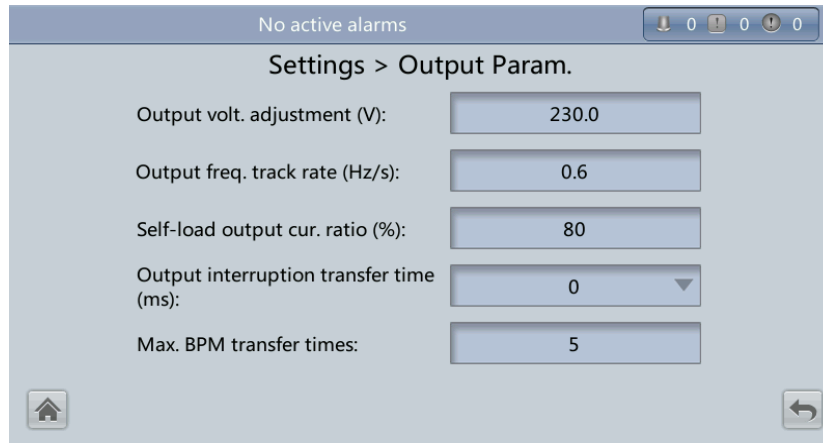 No active alarms
0 0 0
Settings > Output Param.
Output volt. adjustment (V): 230.0
Output freq. track rate (Hz/s): 0.6
Self-load output cur. ratio (%): 80
Output interruption transfer time
(ms): 0
Max. BPM transfer times: 5